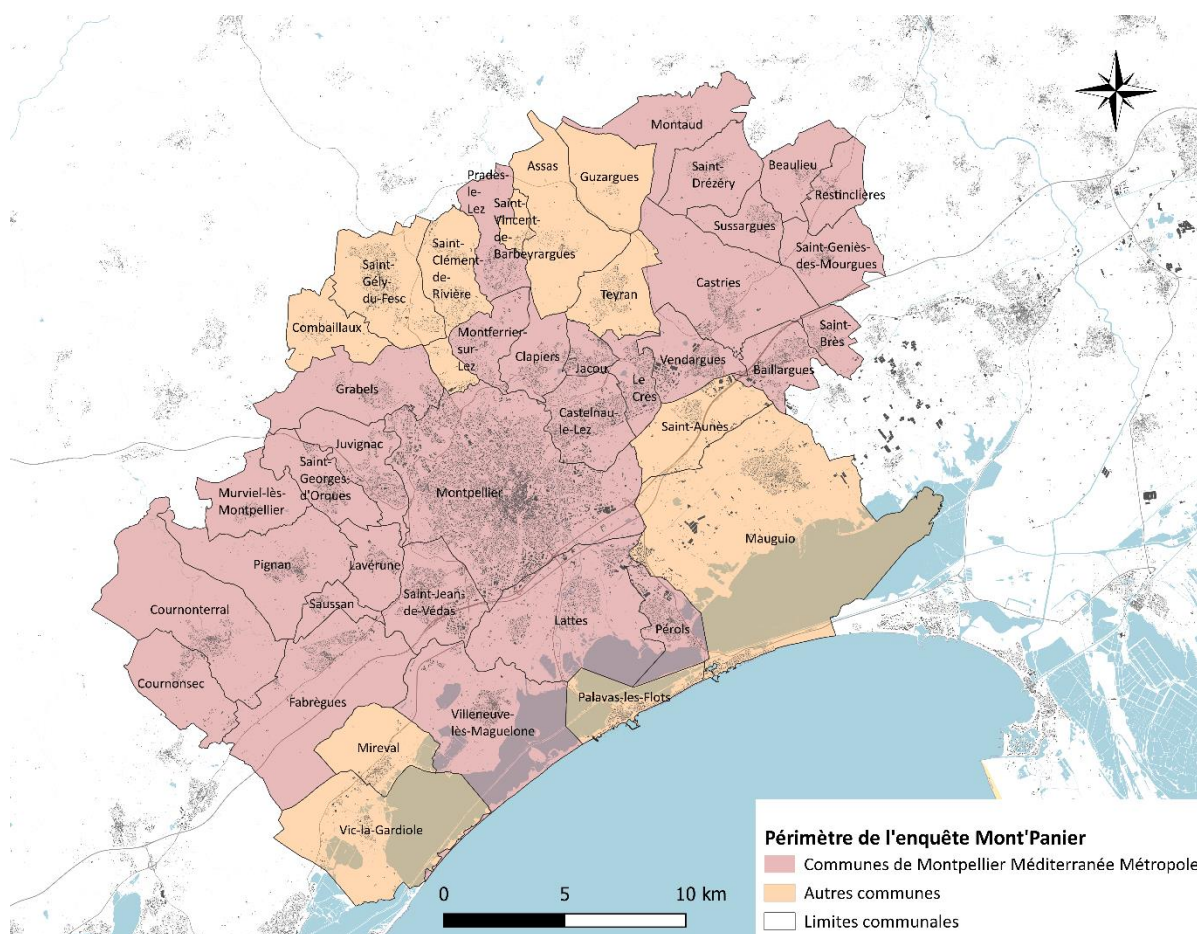 Montaud
Assas
Guzargues
Saint-
Drézéry
Beaulieu
Restinclières
Prades-
le-
Lez
Saint-
Vincent-
de-
Barbeyrargues
Sussargues
Saint-Geniès-
des-Mourgues
Saint-
Gély-
du-Fesc
Saint-
Clément-
de-
Rivière
Teyran
Castries
Combaillaux
Montferrier-
sur-
Lez
Clapiers
Jacou
Vendargues
Saint-
Brès
Baillargues
Le
Crès
Grabels
Castelnau-
le-Lez
Saint-Aunès
Juvignac
Saint-
Georges-
d'Orques
Murviel-lès-
Montpellier
Montpellier
Mauguio
Pignan
Lavérune
Saint-Jean-
de-Védas
Saussan
Cournonterral
Lattes
Pérols
Cournonsec
Fabrègues
Villeneuve-
lès-Maguelone
Palavas-les-Flots
Mireval
Vic-la-Gardiole
0 5 10 km
Périmètre de l'enquête Mont'Panier
Communes de Montpellier Méditerranée Métropole
Autres communes
Limites communales